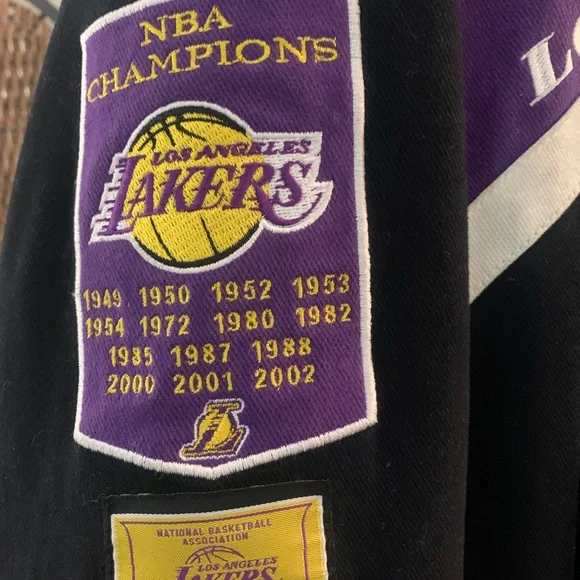 NBA
CHAMPIONS
LOS ANGELES
LAKERS
1949 1950 1952 1953
1954 1972 1980 1982
1985 1987 1988
2000 2001 2002
L
NATIONAL BASKETBALL
ASSOCIATION
LOS ANGELES
LAKERS